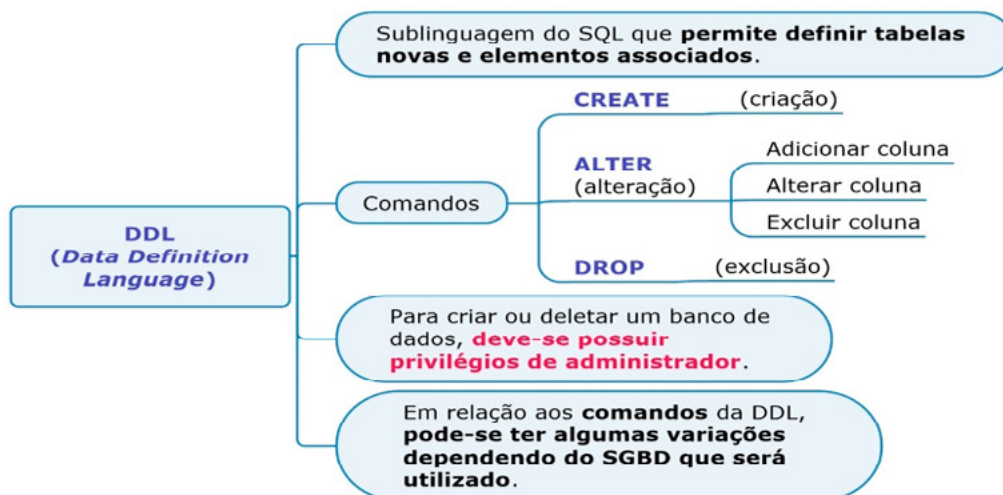 Sublinguagem do SQL que permite definir tabelas
novas e elementos associados.
DDL
(Data Definition
Language)
Comandos
CREATE (criação)
ALTER
(alteração)
Adicionar coluna
Alterar coluna
Excluir coluna
DROP (exclusão)
Para criar ou deletar um banco de
dados, deve-se possuir
privilégios de administrador.
Em relação aos comandos da DDL,
pode-se ter algumas variações
dependendo do SGBD que será
utilizado.